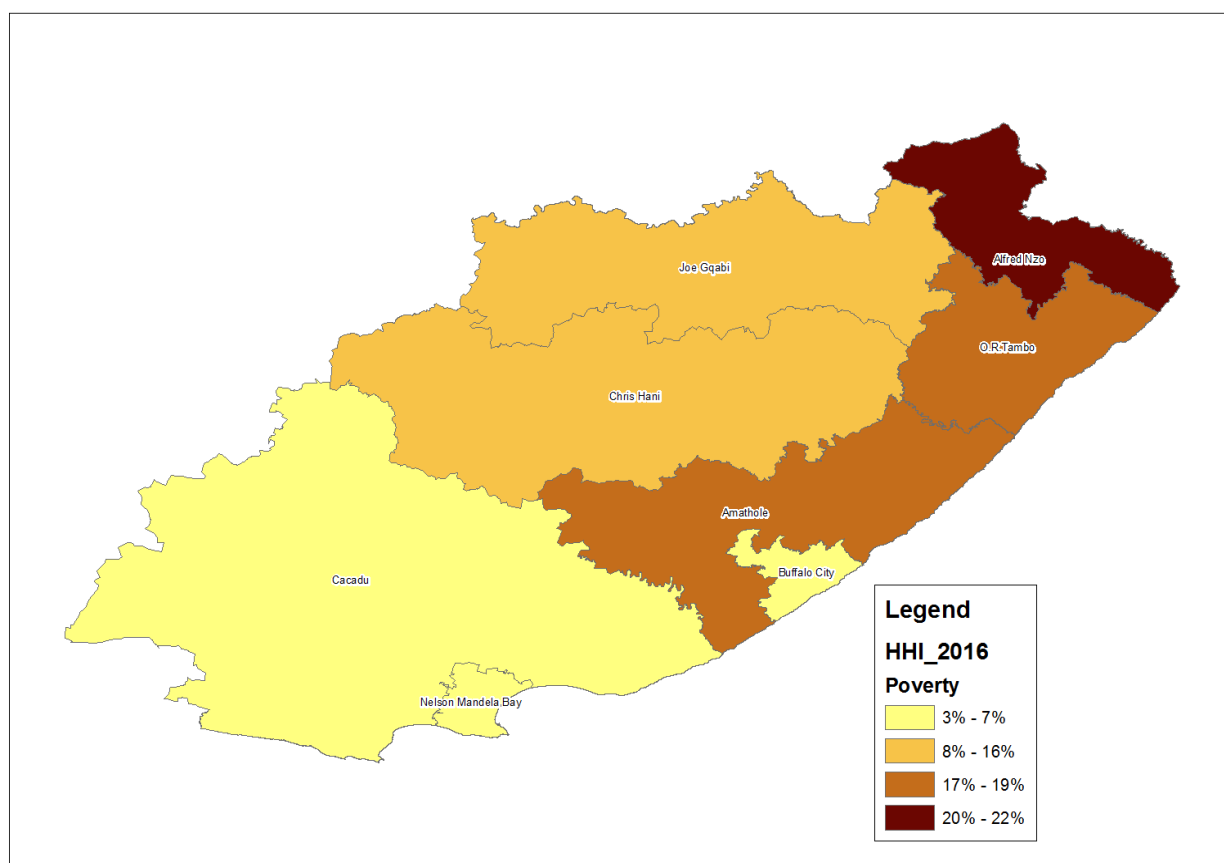 Alfred Nzo
Joe Gqabi
O.R.Tambo
Chris Hani
Amathole
Buffalo City
Cacadu
Nelson Mandela Bay
Legend
HHI_2016
Poverty
3% - 7%
8% - 16%
17% - 19%
20% - 22%